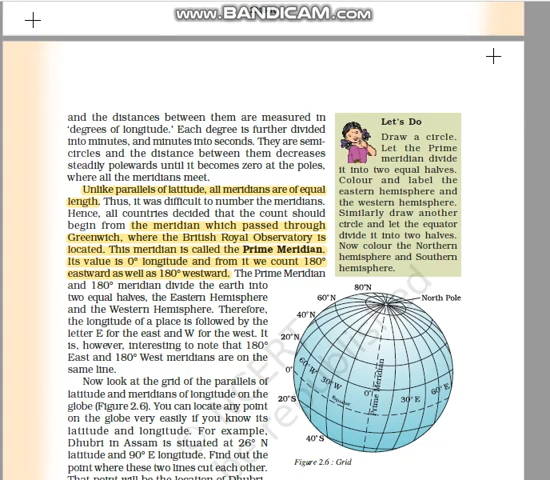 www.BANDICAM.com
and the distances between them are measured in
‘degrees of longitude.’ Each degree is further divided
into minutes, and minutes into seconds. They are semi-
circles and the distance between them decreases
steadily polewards until it becomes zero at the poles,
where all the meridians meet.
Unlike parallels of latitude, all meridians are of equal
length. Thus, it was difficult to number the meridians.
Hence, all countries decided that the count should
begin from the meridian which passed through
Greenwich, where the British Royal Observatory is
located. This meridian is called the Prime Meridian.
Its value is 0° longitude and from it we count 180°
eastward as well as 180° westward. The Prime Meridian
and 180° meridian divide the earth into
two equal halves, the Eastern Hemisphere
and the Western Hemisphere. Therefore,
the longitude of a place is followed by the
letter E for the east and W for the west. It
is, however, interesting to note that 180°
East and 180° West meridians are on the
same line.
Now look at the grid of the parallels of
latitude and meridians of longitude on the
globe (Figure 2.6). You can locate any point
on the globe very easily if you know its
latitude and longitude. For example,
Dhubri in Assam is situated at 26° N
latitude and 90° E longitude. Find out the
point where these two lines cut each other.
That point will be the location of Dhubri.
Let's Do
Draw a circle.
Let the Prime
meridian divide
it into two equal halves.
Colour and label the
eastern hemisphere and
the western hemisphere.
Similarly draw another
circle and let the equator
divide it into two halves.
Now colour the Northern
hemisphere and Southern
hemisphere.
80°N
60°N
North Pole
40°N
20°N
0°
0°
60°W
30°W
Equator
Prime Meridian
30°E
60°E
20°S
40°S
Figure 2.6 : Grid